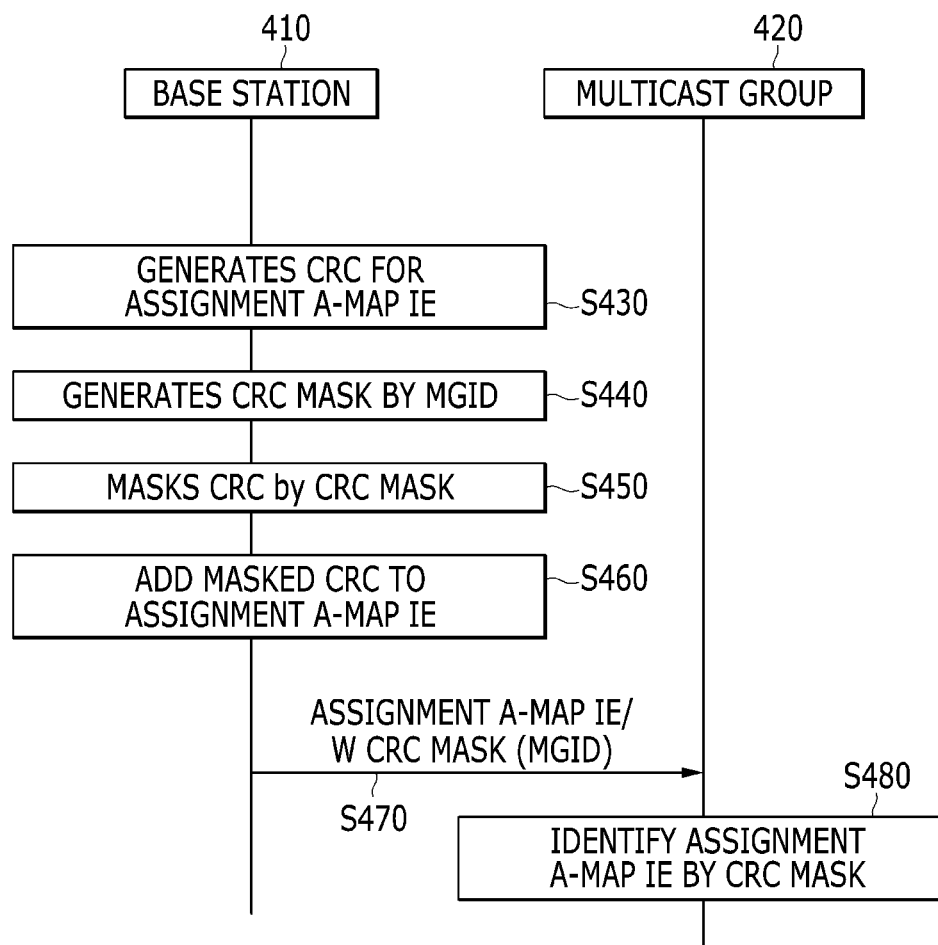 410
420
BASE STATION
MULTICAST GROUP
GENERATES CRC FOR
ASSIGNMENT A-MAP IE
S430
GENERATES CRC MASK BY MGID
S440
MASKS CRC by CRC MASK
S450
ADD MASKED CRC TO
ASSIGNMENT A-MAP IE
S460
ASSIGNMENT A-MAP IE/
W CRC MASK (MGID)
S470
S480
IDENTIFY ASSIGNMENT
A-MAP IE BY CRC MASK